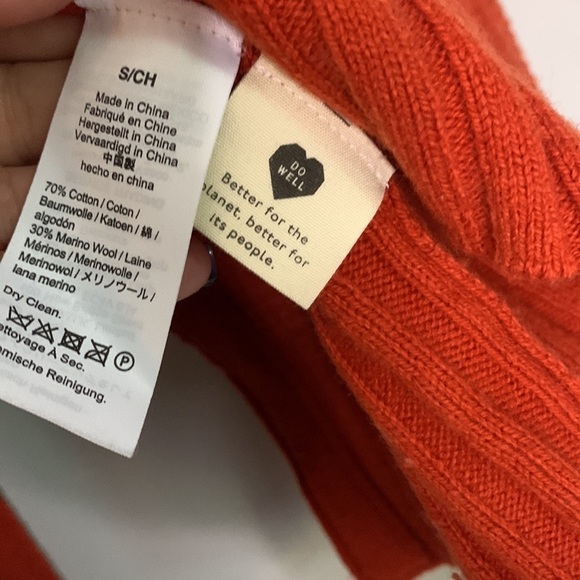 S/CH
Made in China
Fabriqué en Chine
Hergestellt in China
Vervaardigd in China
中国製
hecho en china
70% Cotton / Coton /
Baumwolle / Katoen / 綿 /
algodón
30% Merino Wool / Laine
Mérinos / Merinowolle /
Merinowol / メリノウール /
lana merino
Dry Clean.
ettoyage À Sec.
emische Reinigung.
P
DO
WELL
Better for the
planet, better for
its people.